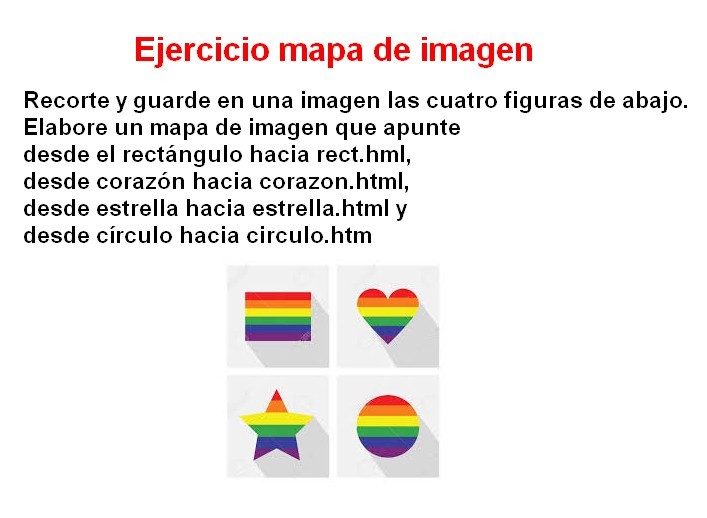 Ejercicio mapa de imagen
Recorte y guarde en una imagen las cuatro figuras de abajo.
Elabore un mapa de imagen que apunte
desde el rectángulo hacia rect.hml,
desde corazón hacia corazon.html,
desde estrella hacia estrella.html y
desde círculo hacia circulo.htm